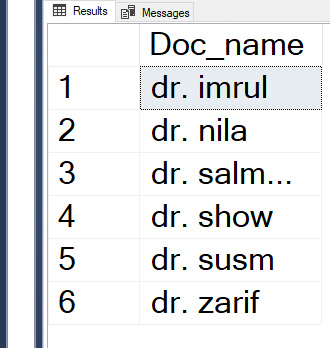 Results Messages
Doc_name
1 dr. imrul
2 dr. nila
3 dr. salm...
4 dr. show
5 dr. susm
6 dr. zarif